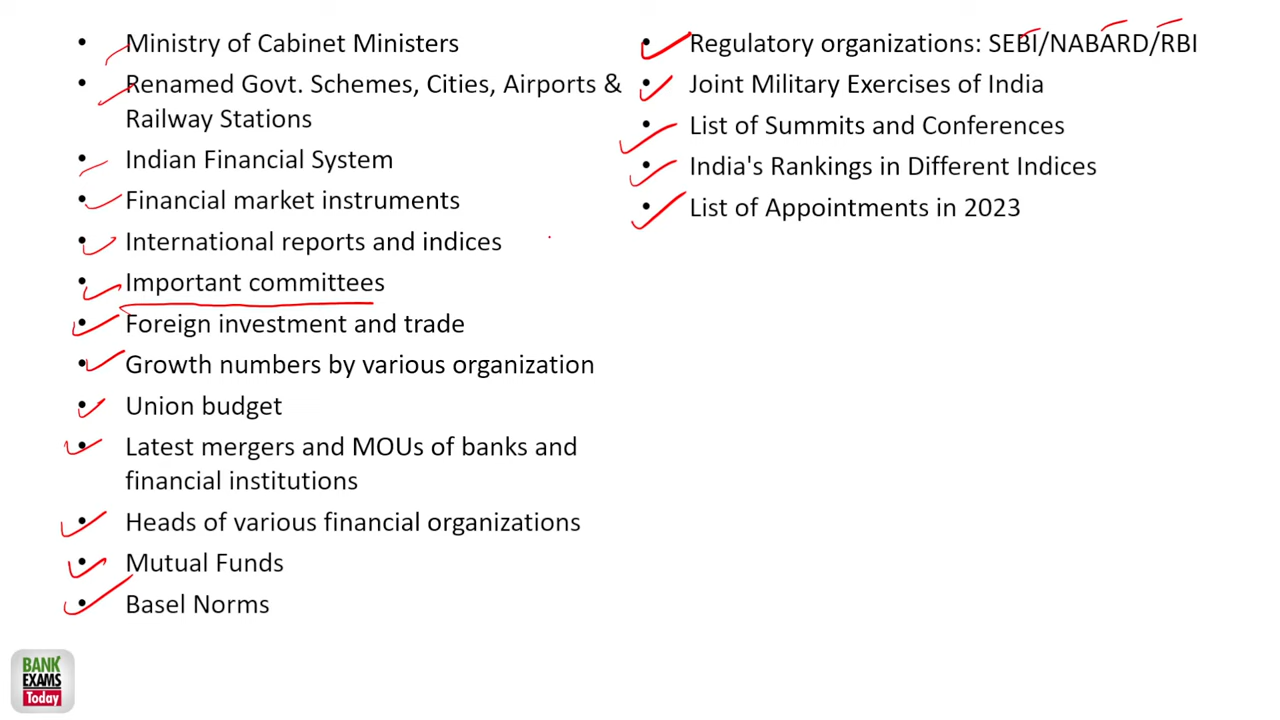 • Ministry of Cabinet Ministers
• Renamed Govt. Schemes, Cities, Airports &
Railway Stations
• Indian Financial System
• Financial market instruments
• International reports and indices
• Important committees
• Foreign investment and trade
• Growth numbers by various organization
• Union budget
• Latest mergers and MOUs of banks and
financial institutions
• Heads of various financial organizations
• Mutual Funds
• Basel Norms
• Regulatory organizations: SEBI/NABARD/RBI
• Joint Military Exercises of India
• List of Summits and Conferences
• India's Rankings in Different Indices
• List of Appointments in 2023
BANK
EXAMS
Today